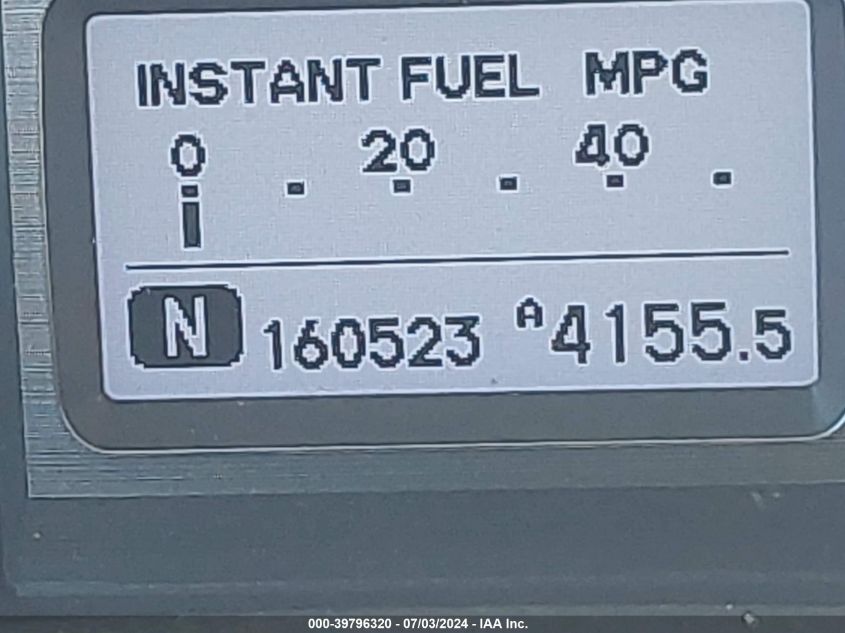 INSTANT FUEL MPG
0 20 40
N 160523 A 4155.5
000-39796320 - 07/03/2024 - IAA Inc.